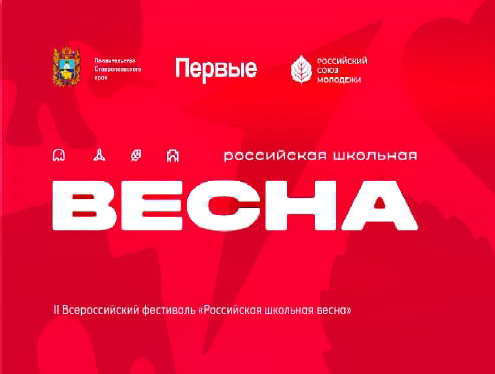 Правительство
Ставропольского
края
Первые
РОССИЙСКИЙ
СОЮЗ
МОЛОДЕЖИ
российская школьная
ВЕСНА
II Всероссийский фестиваль «Российская школьная весна»